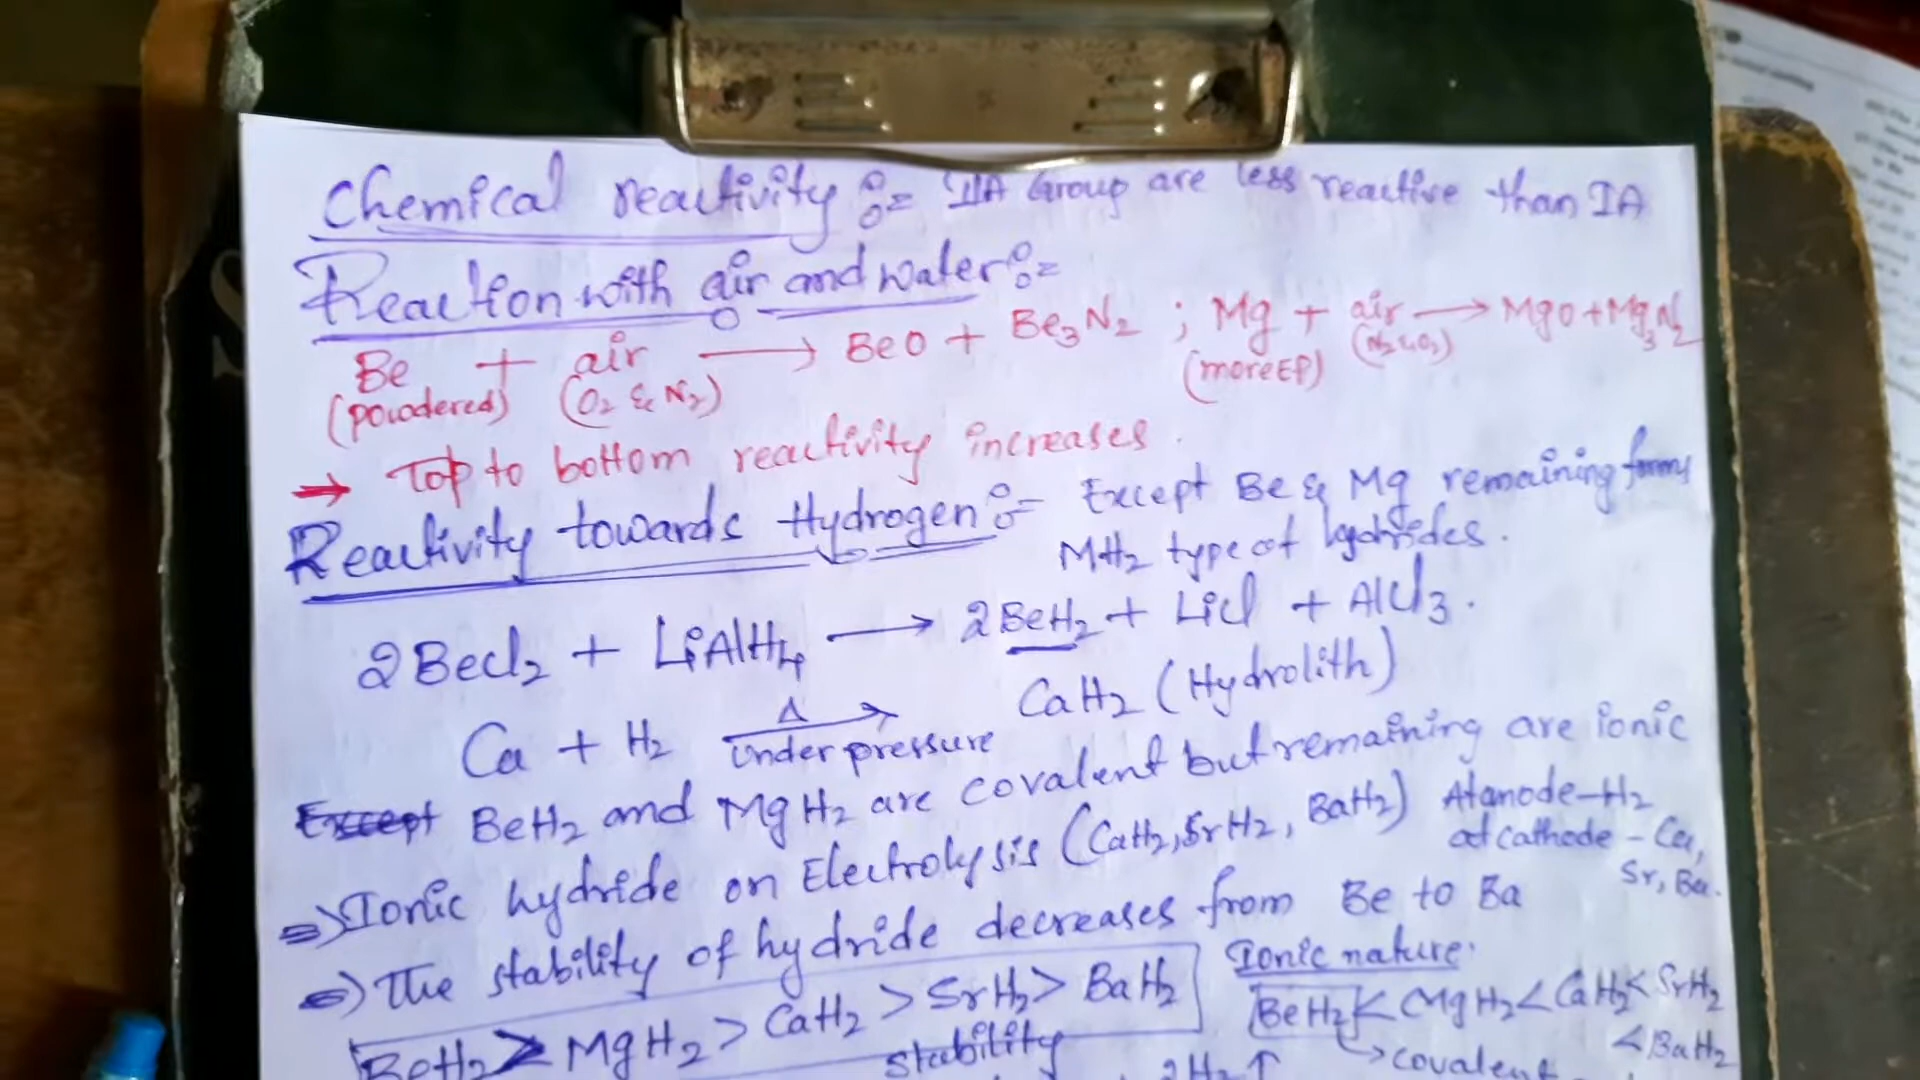 Chemical reactivity :- IIA Group are less reactive than IA
Reaction with air and water :-
Be + air → BeO + Be3N2 ; Mg + air → MgO + Mg3N2
(powdered) (O2 & N2) (more EP) (N2 & O2)
→ Top to bottom reactivity increases.
Reactivity towards Hydrogen :- Except Be & Mg remaining forms
MH2 type of hydrides.
2BeCl2 + LiAlH4 → 2BeH2 + LiCl + AlCl3.
Ca + H2 Δ→ under pressure CaH2 (Hydrolith)
Except BeH2 and MgH2 are covalent but remaining are ionic
⇒ Ionic hydride on Electrolysis (CaH2, SrH2, BaH2) At anode - H2
at cathode - Ca,
Sr, Ba.
⇒ The stability of hydride decreases from Be to Ba
BeH2 > MgH2 > CaH2 > SrH2 > BaH2
stability
Ionic nature.
BeH2 < MgH2 < CaH2 < SrH2
< BaH2
→ covalent
2H2 ↑